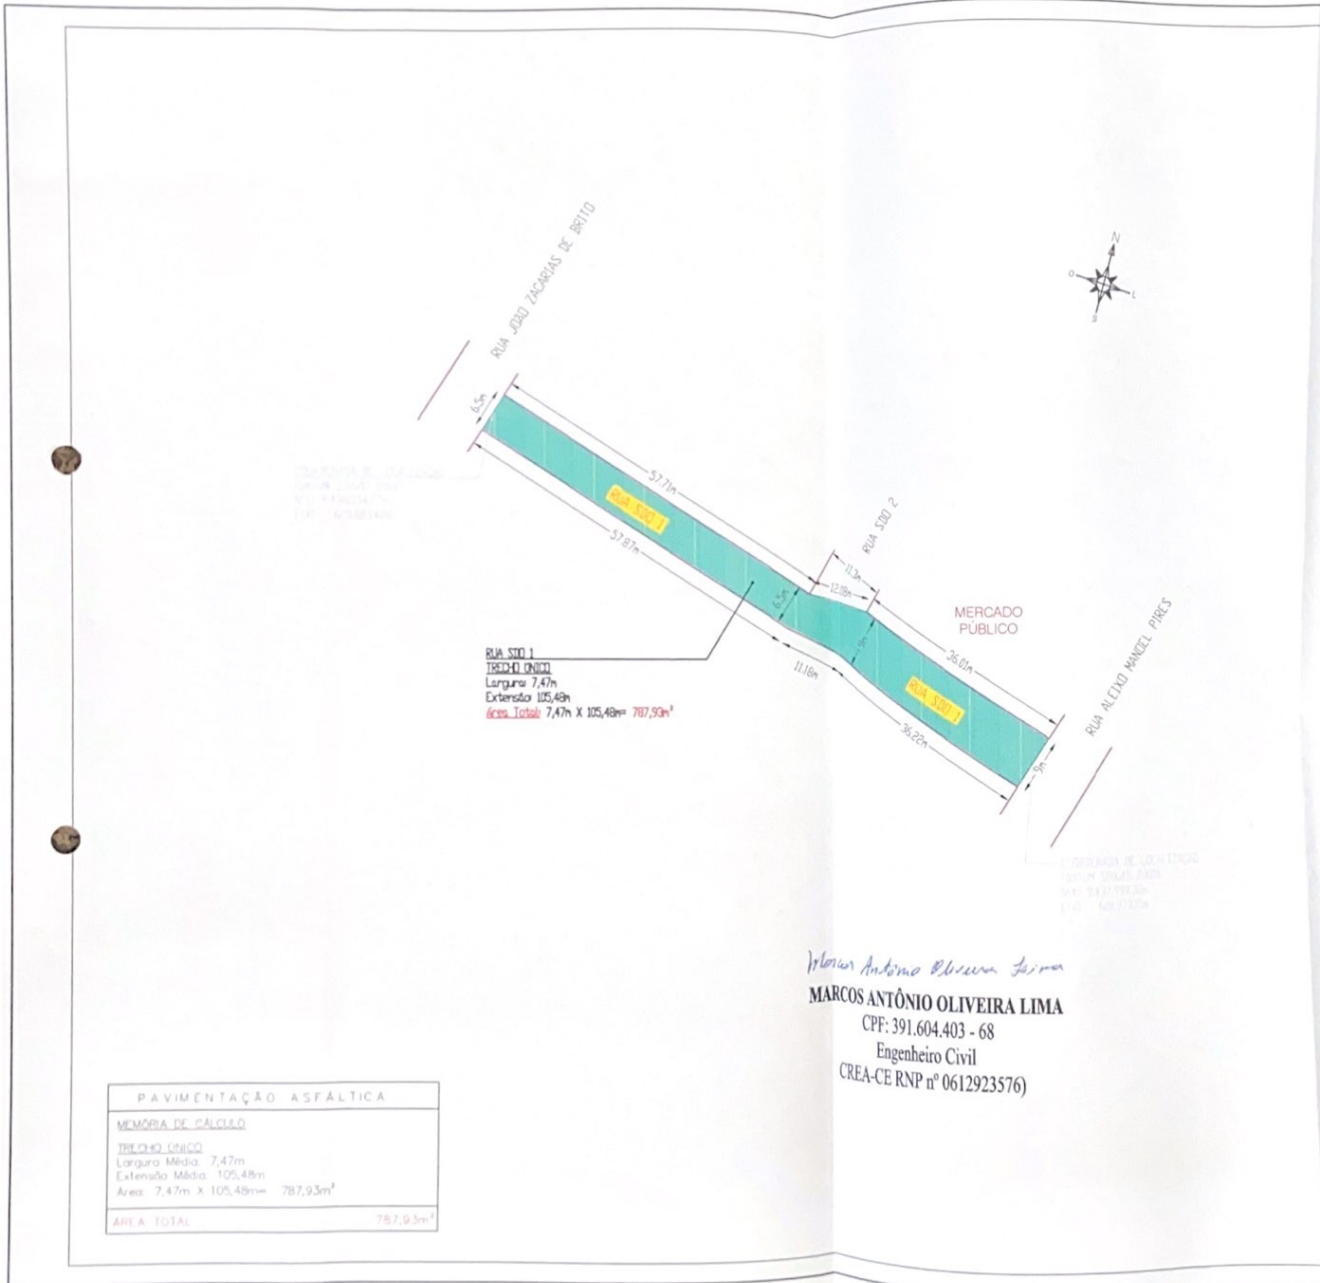 RUA JOAO ZACARIAS DE BRITO
N
O
L
S
6.5m
57.71m
RUA SDO 1
57.87m
RUA SDO 2
11.3m
12.08m
6.5m
9m
MERCADO
PÚBLICO
36.01m
RUA ALEIXO MANOEL PIRES
11.18m
RUA SDO 1
36.22m
9m
RUA SDO 1
TRECHO ÚNICO
Largura: 7,47m
Extensão: 105,48m
Área Total: 7,47m X 105,48m= 787,93m²
Marcos Antônio Oliveira Lima
MARCOS ANTÔNIO OLIVEIRA LIMA
CPF: 391.604.403 - 68
Engenheiro Civil
CREA-CE RNP nº 0612923576)
PAVIMENTAÇÃO ASFÁLTICA
MEMÓRIA DE CÁLCULO
TRECHO ÚNICO
Largura Média: 7,47m
Extensão Média: 105,48m
Área: 7,47m X 105,48m= 787,93m²
ÁREA TOTAL 787,93m²